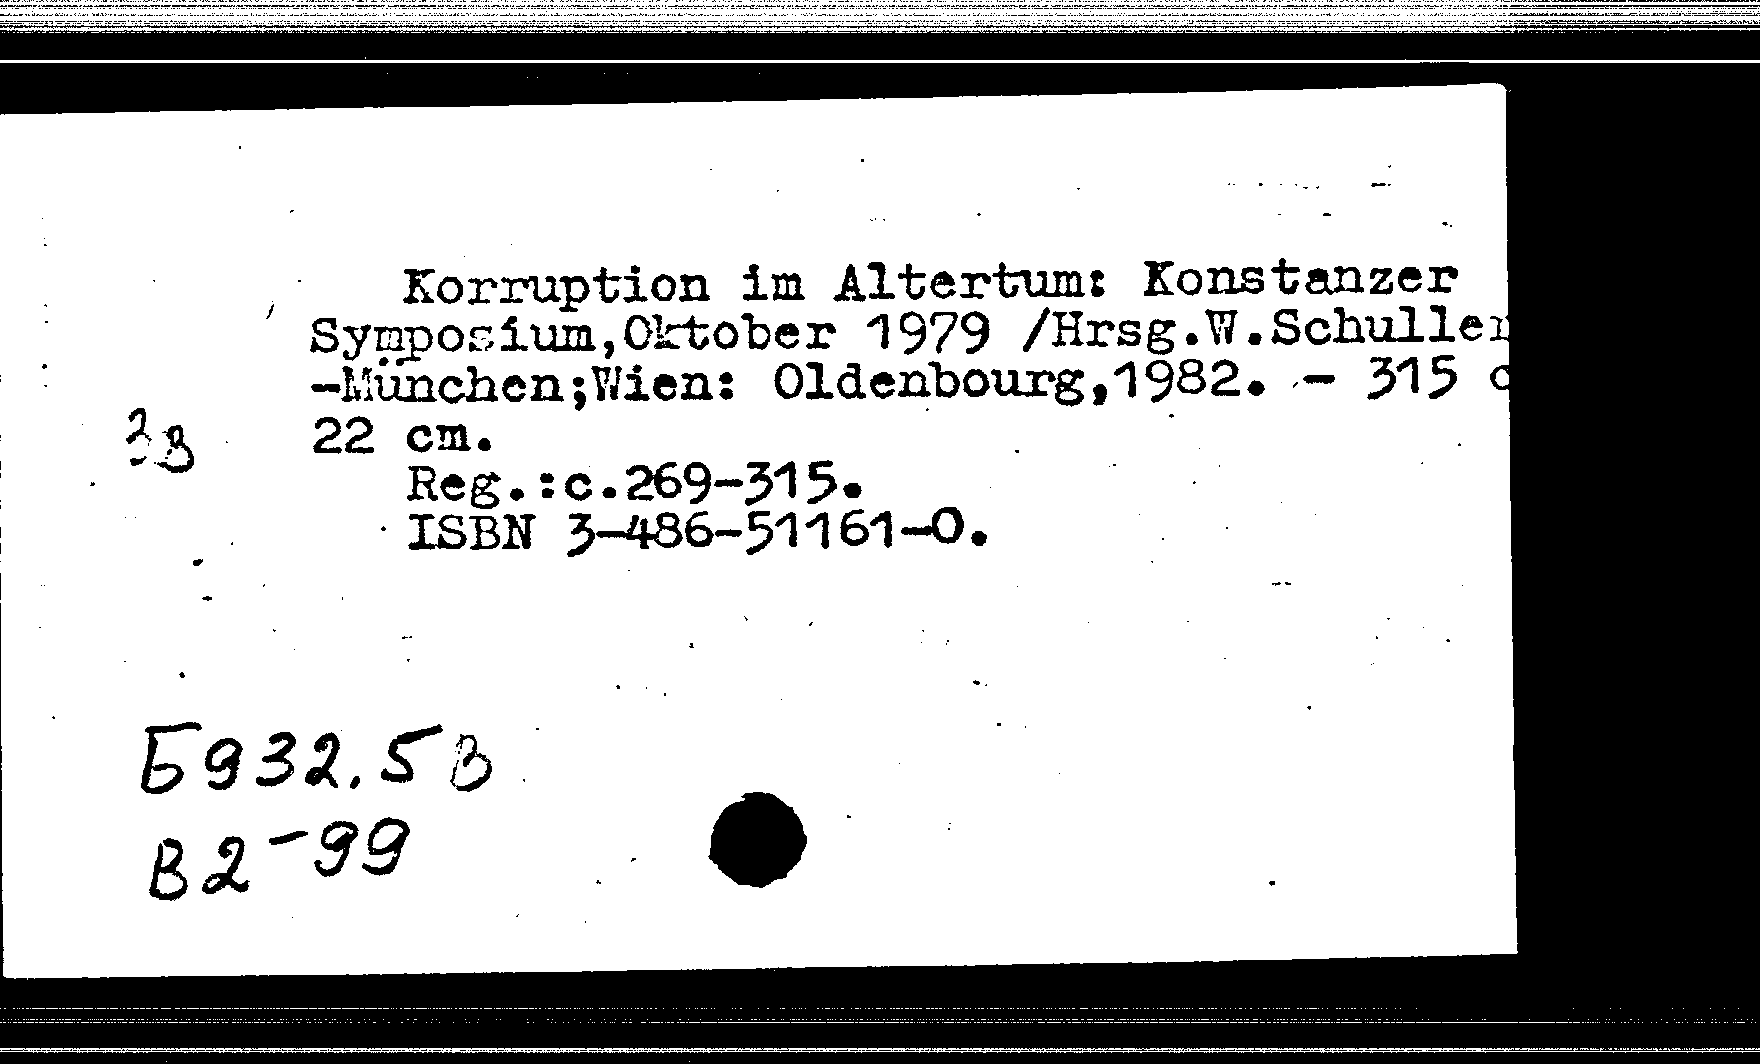 Korruption im Altertum: Konstanzer
Symposium,Oktober 1979 /Hrsg.W.Schuller
-München;Wien: Oldenbourg,1982. - 315 c
3в
22 cm.
Reg.:c.269-315.
ISBN 3-486-51161-0.
Б932.5В
В2-99